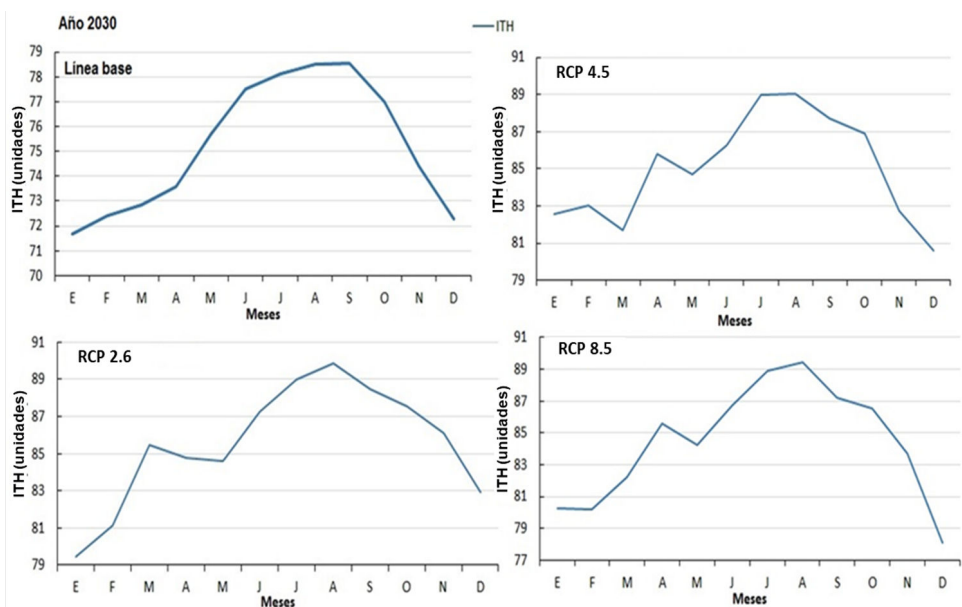 Año 2030
ITH
Línea base
ITH (unidades)
79
78
77
76
75
74
73
72
71
70
E F M A M J J A S O N D
Meses
RCP 4.5
ITH (unidades)
91
89
87
85
83
81
79
E F M A M J J A S O N D
Meses
RCP 2.6
ITH (unidades)
91
89
87
85
83
81
79
E F M A M J J A S O N D
Meses
RCP 8.5
ITH (unidades)
91
89
87
85
83
81
79
77
E F M A M J J A S O N D
Meses